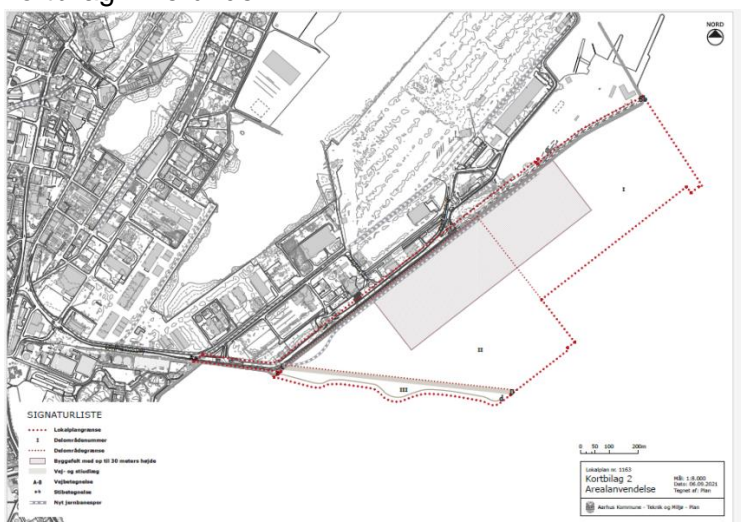 NORD
I
II
III
SIGNATURLISTE
Lokalplangrænse
I Delområdenummer
Delområdegrænse
Byggefelt med op til 30 meters højde
Vej- og stiudlæg
A-B Vejbetegnelse
Stibetegnelse
Nyt jernbanespor
0 50 100 200m
Lokalplan nr. 1163
Kortbilag 2
Arealanvendelse
Mål: 1:8.000
Dato: 08.09.2021
Tegnet af: Plan
Aarhus Kommune - Teknik og Miljø - Plan